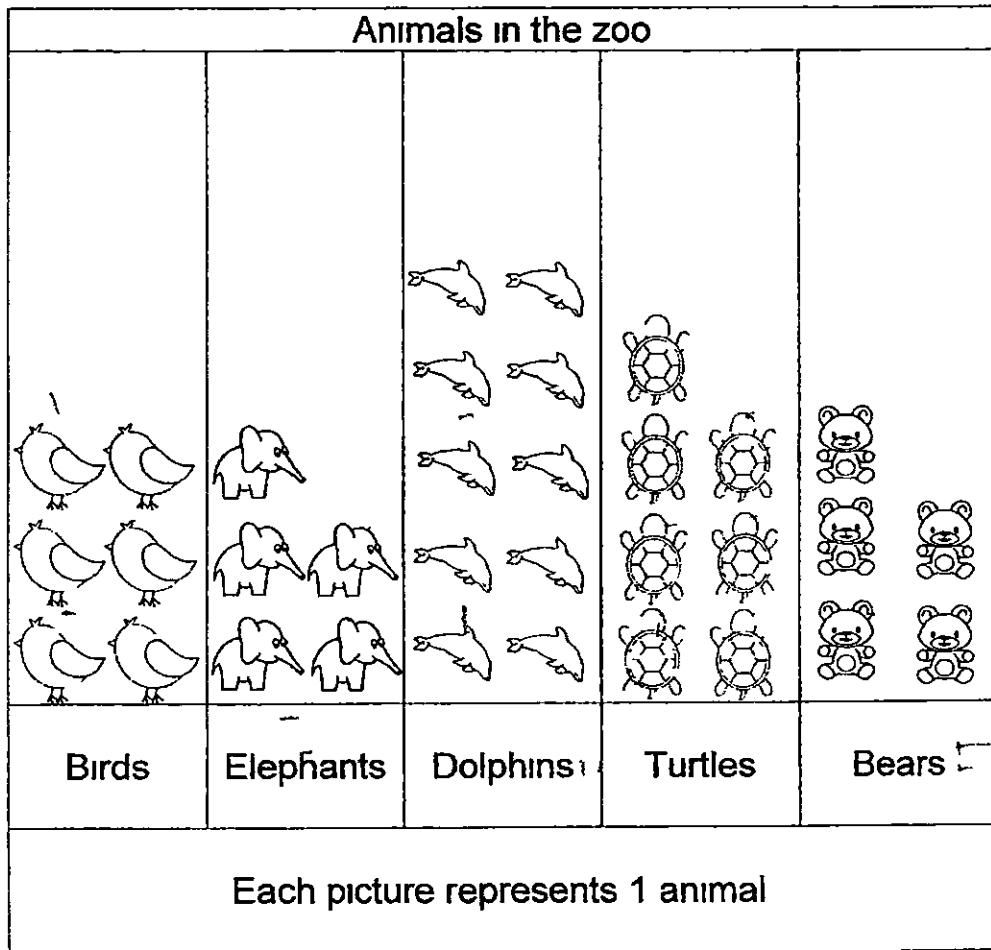 Animals in the zoo
Birds Elephants Dolphins Turtles Bears
Each picture represents 1 animal